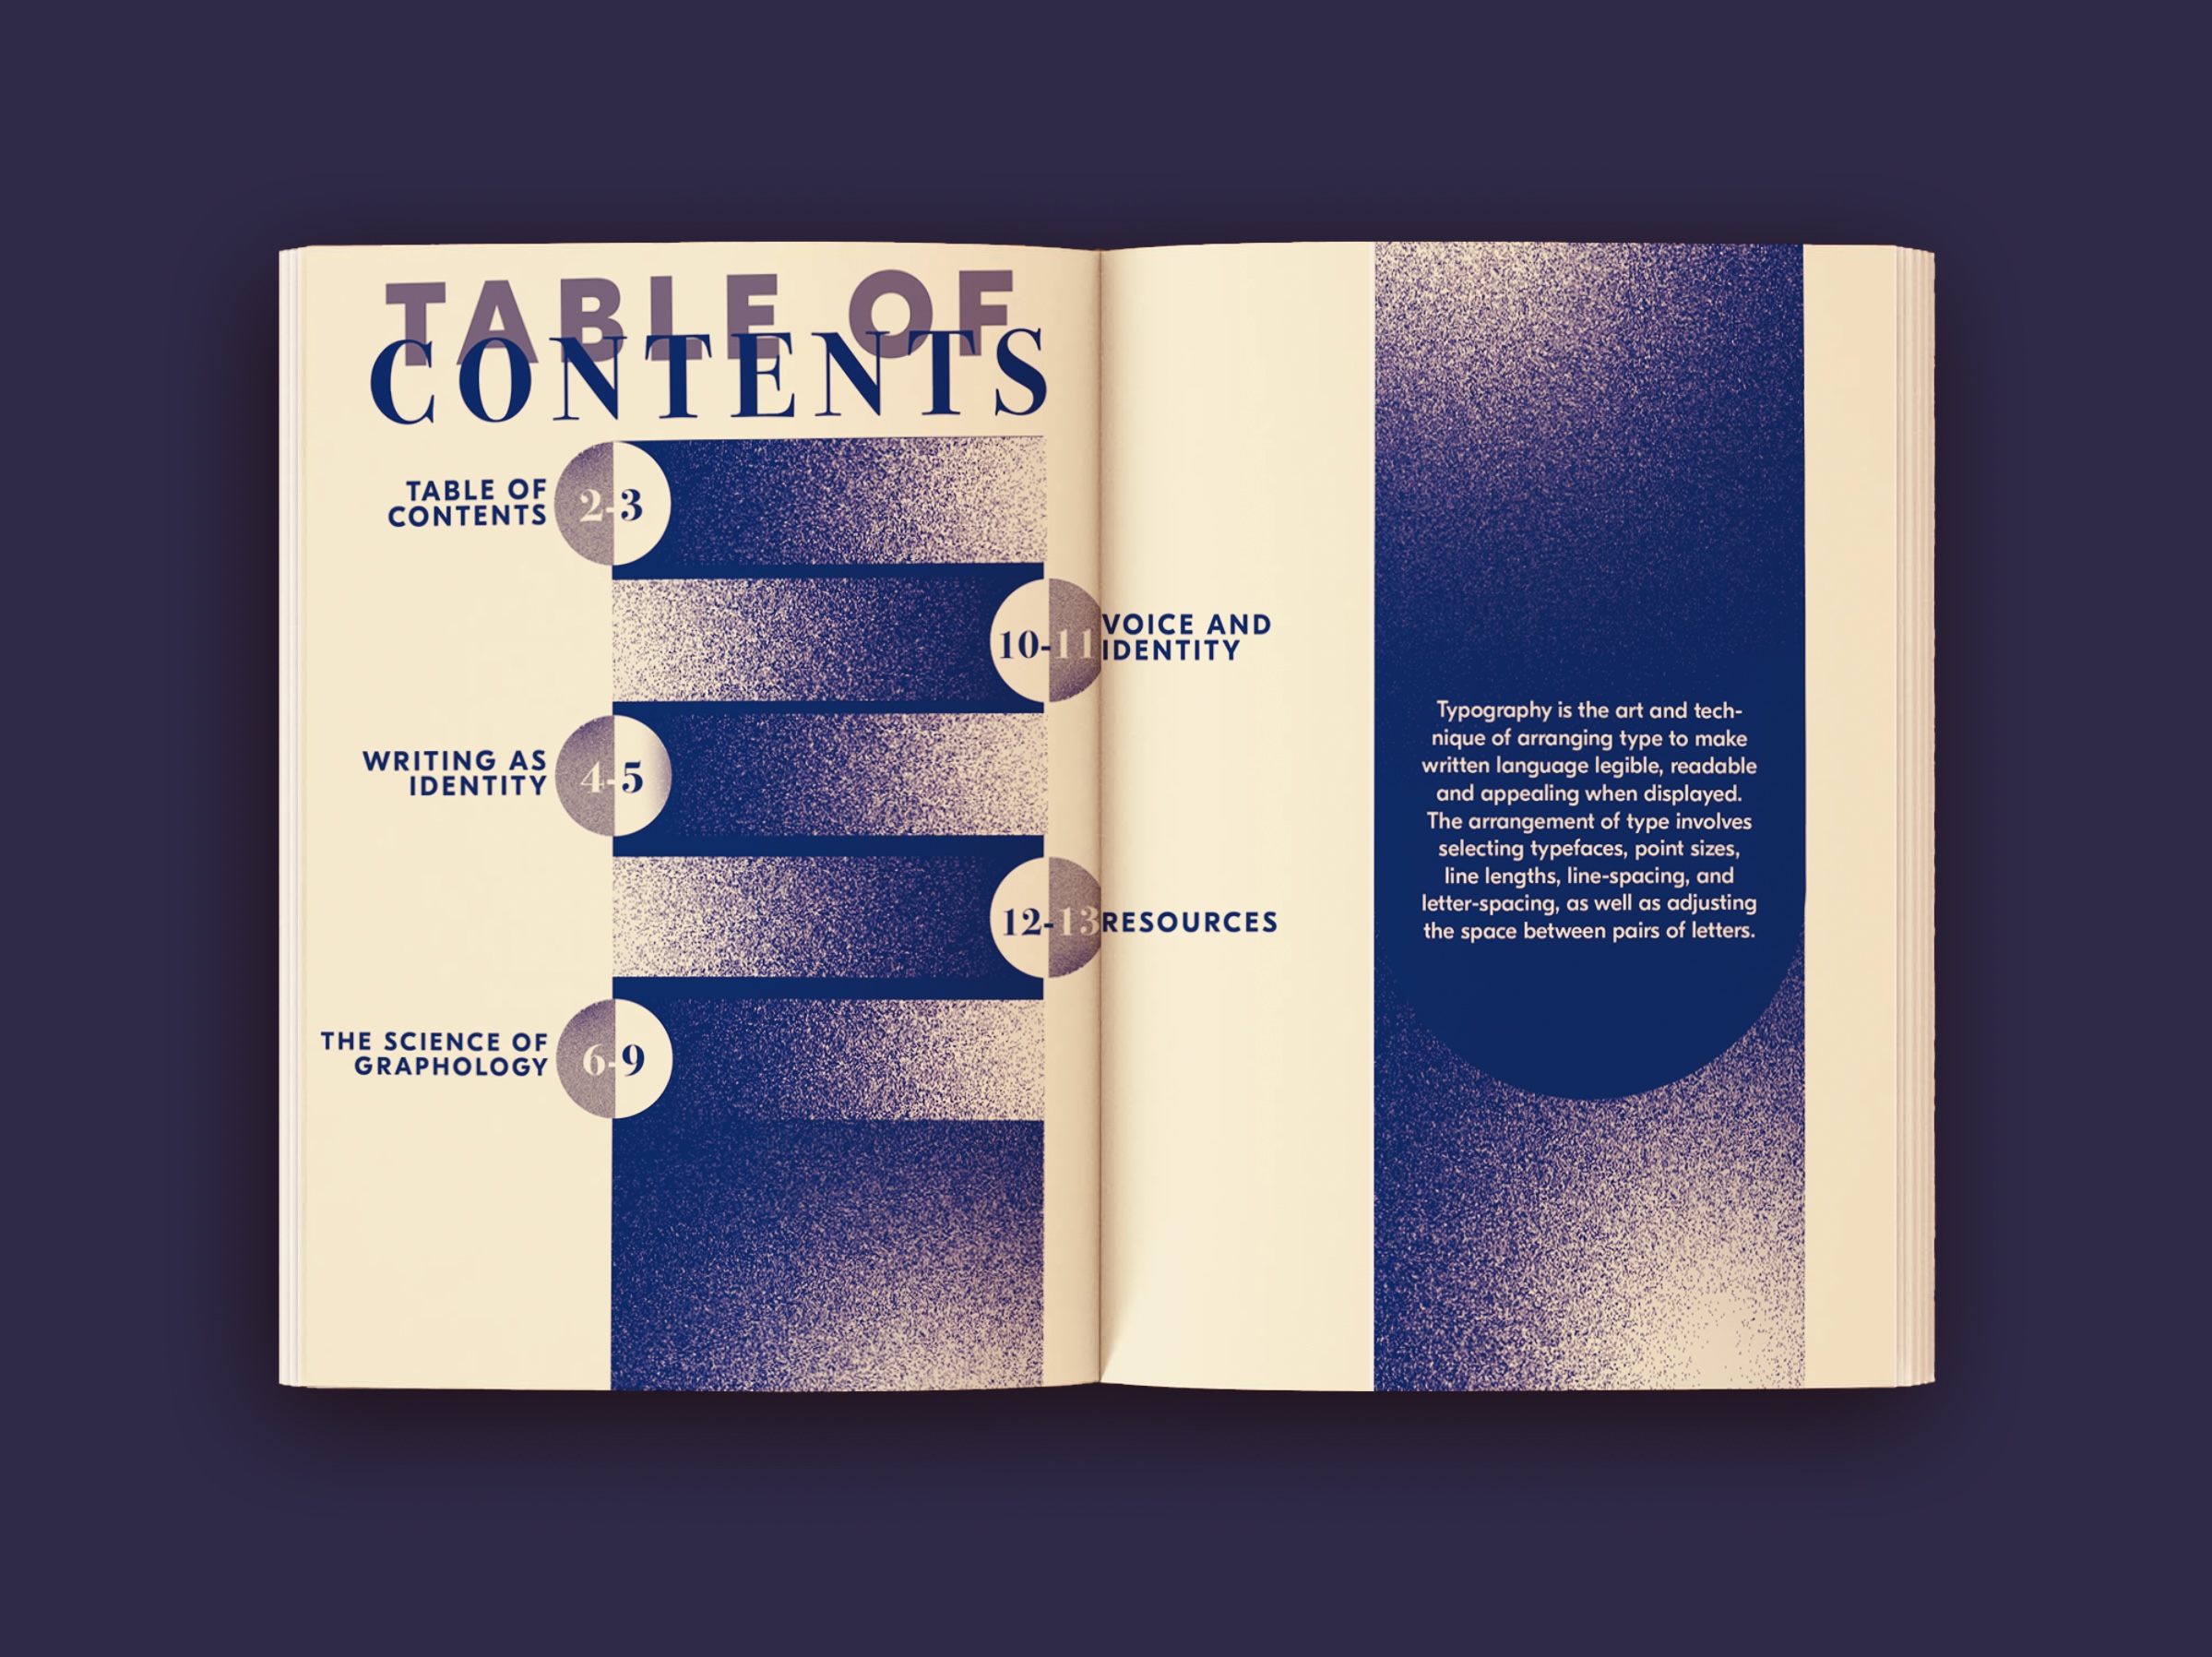 TABLE OF
CONTENTS
TABLE OF
CONTENTS
2-3
10-11
VOICE AND
IDENTITY
WRITING AS
IDENTITY
4-5
12-13
RESOURCES
THE SCIENCE OF
GRAPHOLOGY
6-9
Typography is the art and tech-
nique of arranging type to make
written language legible, readable
and appealing when displayed.
The arrangement of type involves
selecting typefaces, point sizes,
line lengths, line-spacing, and
letter-spacing, as well as adjusting
the space between pairs of letters.